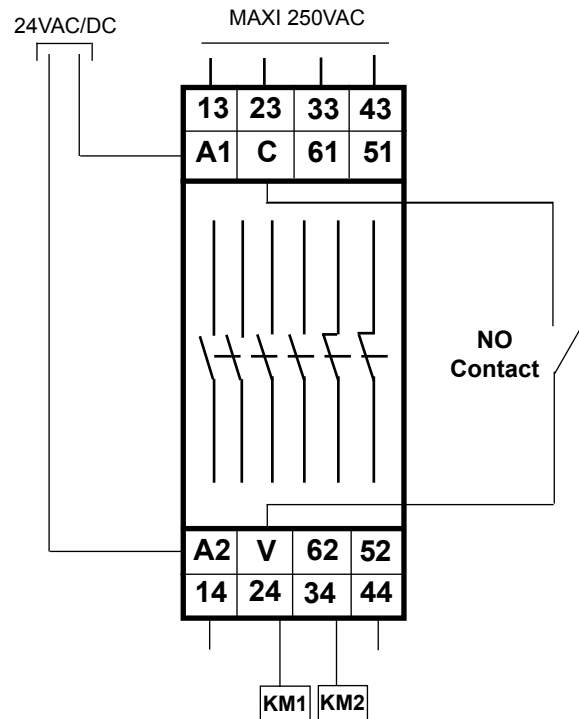 24VAC/DC
MAXI 250VAC
13 23 33 43
A1 C 61 51
NO
Contact
A2 V 62 52
14 24 34 44
KM1 KM2